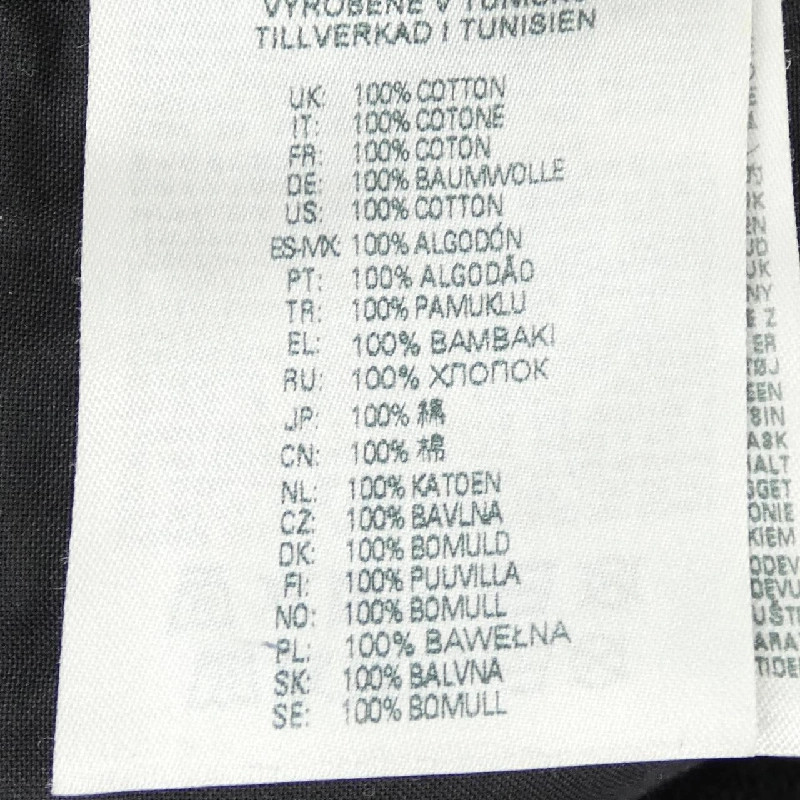 VYROBENÉ V TUNISKU
TILLVERKAD I TUNISIEN
UK: 100% COTTON
IT: 100% COTONE
FR: 100% COTON
DE: 100% BAUMWOLLE
US: 100% COTTON
ES-MX: 100% ALGODÓN
PT: 100% ALGODÃO
TR: 100% PAMUKLU
EL: 100% BAMBAKI
RU: 100% ХЛОПОК
JP: 100% 綿
CN: 100% 棉
NL: 100% KATOEN
CZ: 100% BAVLNA
DK: 100% BOMULD
FI: 100% PUUVILLA
NO: 100% BOMULL
PL: 100% BAWEŁNA
SK: 100% BALVNA
SE: 100% BOMULL